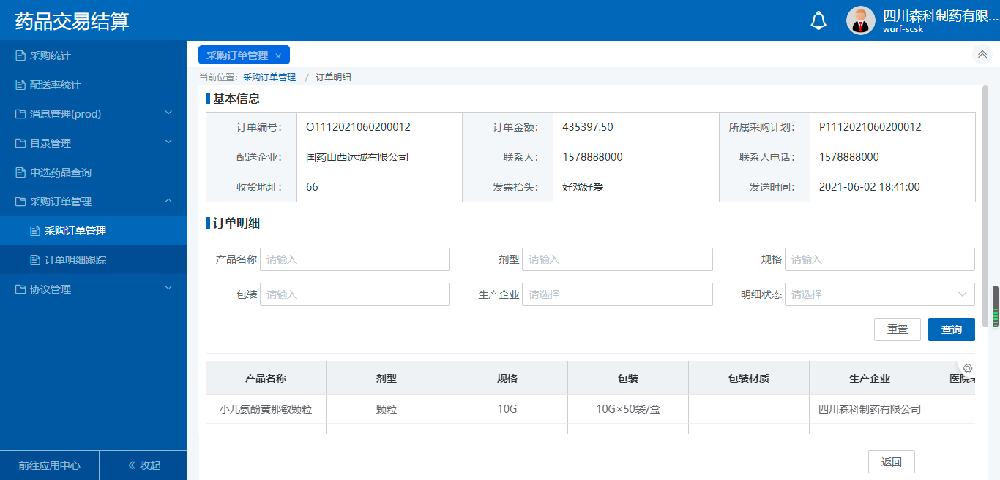 药品交易结算
四川森科制药有限...
wurf-scsk
采购统计
配送率统计
消息管理(prod)
目录管理
中选药品查询
采购订单管理
采购订单管理
订单明细跟踪
协议管理
前往应用中心
收起
采购订单管理 ×
当前位置: 采购订单管理 / 订单明细
基本信息
订单编号: O1112021060200012 订单金额: 435397.50 所属采购计划: P1112021060200012
配送企业: 国药山西运城有限公司 联系人: 1578888000 联系人电话: 1578888000
收货地址: 66 发票抬头: 好戏好爱 发送时间: 2021-06-02 18:41:00
订单明细
产品名称 请输入 剂型 请输入 规格 请输入
包装 请输入 生产企业 请选择 明细状态 请选择
重置 查询
产品名称 剂型 规格 包装 包装材质 生产企业 医院
小儿氨酚黄那敏颗粒 颗粒 10G 10G×50袋/盒 四川森科制药有限公司
返回